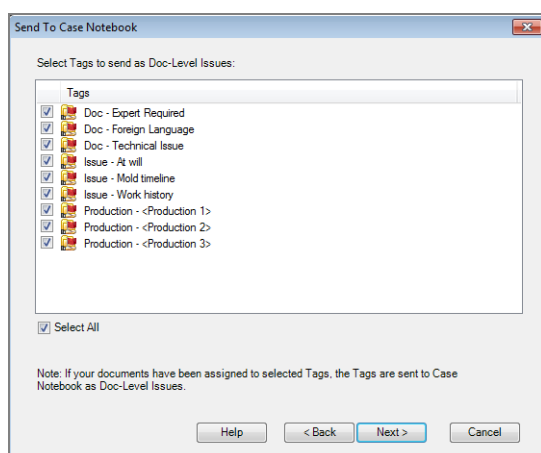 Send To Case Notebook
Select Tags to send as Doc-Level Issues:
Tags
Doc - Expert Required
Doc - Foreign Language
Doc - Technical Issue
Issue - At will
Issue - Mold timeline
Issue - Work history
Production - <Production 1>
Production - <Production 2>
Production - <Production 3>
Select All
Note: If your documents have been assigned to selected Tags, the Tags are sent to Case
Notebook as Doc-Level Issues.
Help < Back Next > Cancel